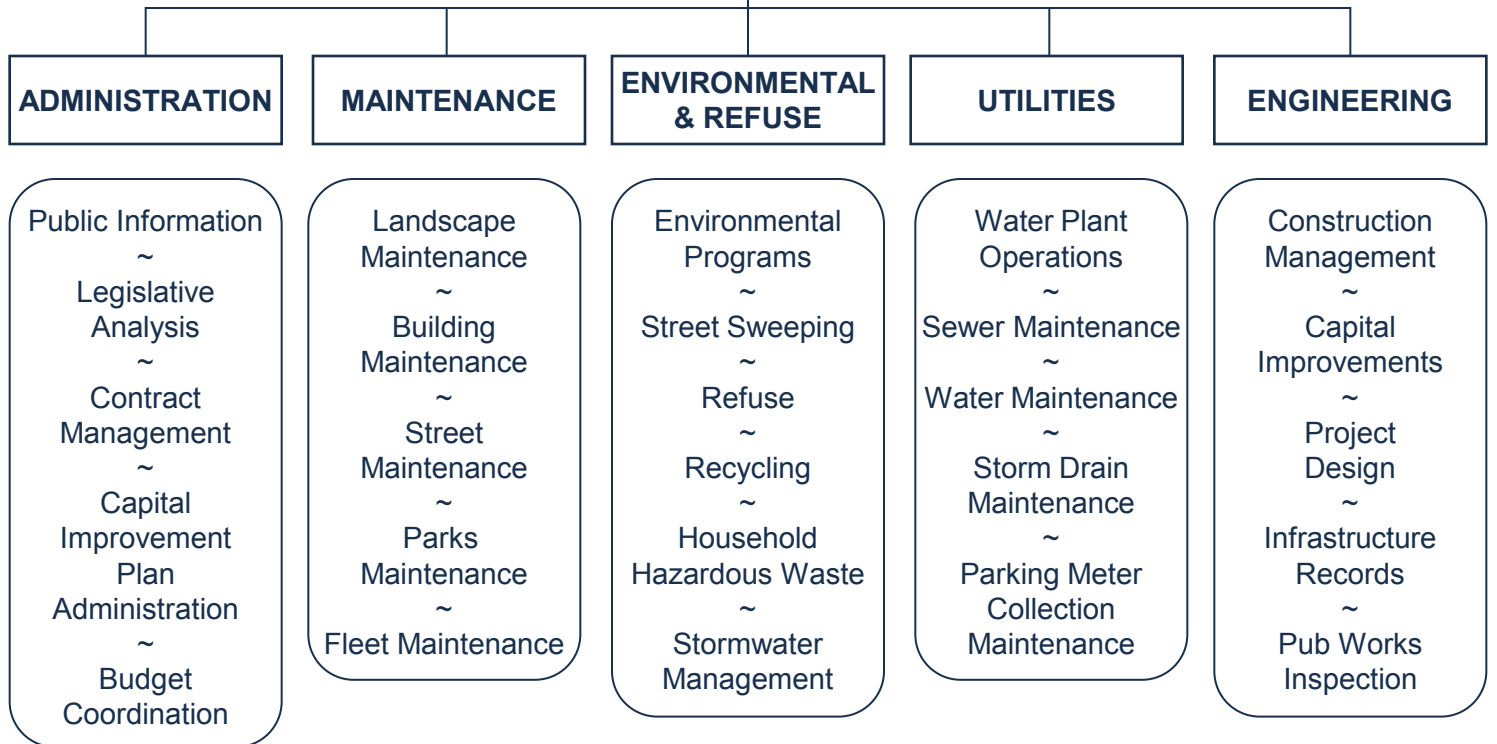 ADMINISTRATION
Public Information
~
Legislative
Analysis
~
Contract
Management
~
Capital
Improvement
Plan
Administration
~
Budget
Coordination
MAINTENANCE
Landscape
Maintenance
~
Building
Maintenance
~
Street
Maintenance
~
Parks
Maintenance
~
Fleet Maintenance
ENVIRONMENTAL
& REFUSE
Environmental
Programs
~
Street Sweeping
~
Refuse
~
Recycling
~
Household
Hazardous Waste
~
Stormwater
Management
UTILITIES
Water Plant
Operations
~
Sewer Maintenance
~
Water Maintenance
~
Storm Drain
Maintenance
~
Parking Meter
Collection
Maintenance
ENGINEERING
Construction
Management
~
Capital
Improvements
~
Project
Design
~
Infrastructure
Records
~
Pub Works
Inspection